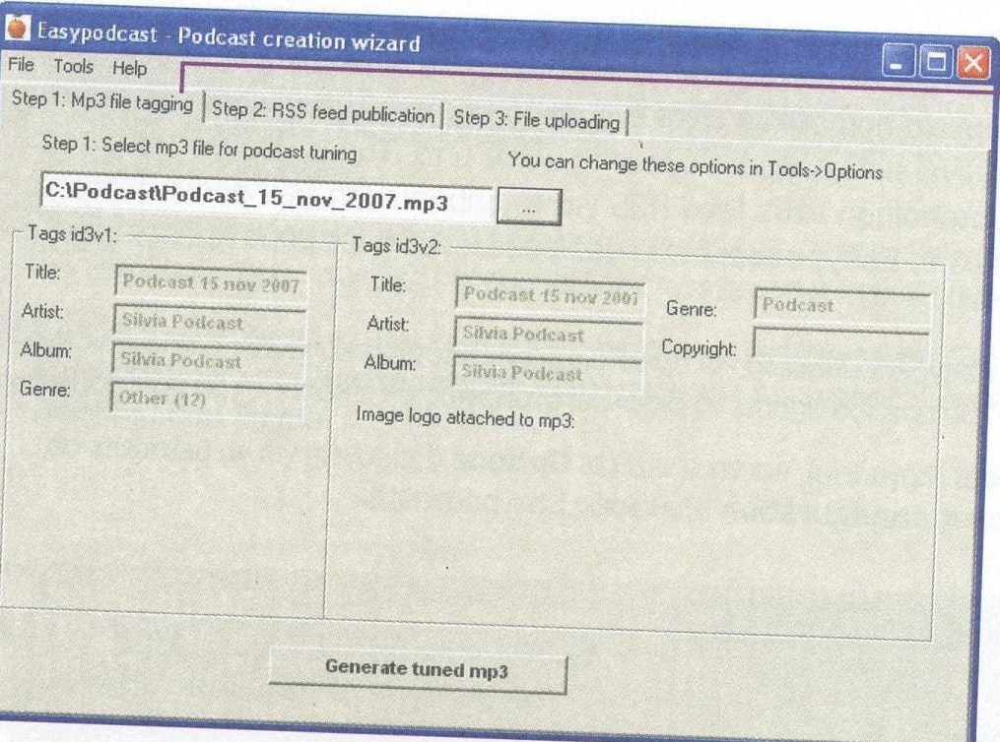 Easypodcast - Podcast creation wizard
File Tools Help
Step 1: Mp3 file tagging Step 2: RSS feed publication Step 3: File uploading
Step 1: Select mp3 file for podcast tuning
You can change these options in Tools->Options
C:\Podcast\Podcast_15_nov_2007.mp3 ...
Tags id3v1:
Title: Podcast 15 nov 2007
Artist: Silvia Podcast
Album: Silvia Podcast
Genre: Other (12)
Tags id3v2:
Title: Podcast 15 nov 2007
Artist: Silvia Podcast
Album: Silvia Podcast
Genre: Podcast
Copyright:
Image logo attached to mp3:
Generate tuned mp3